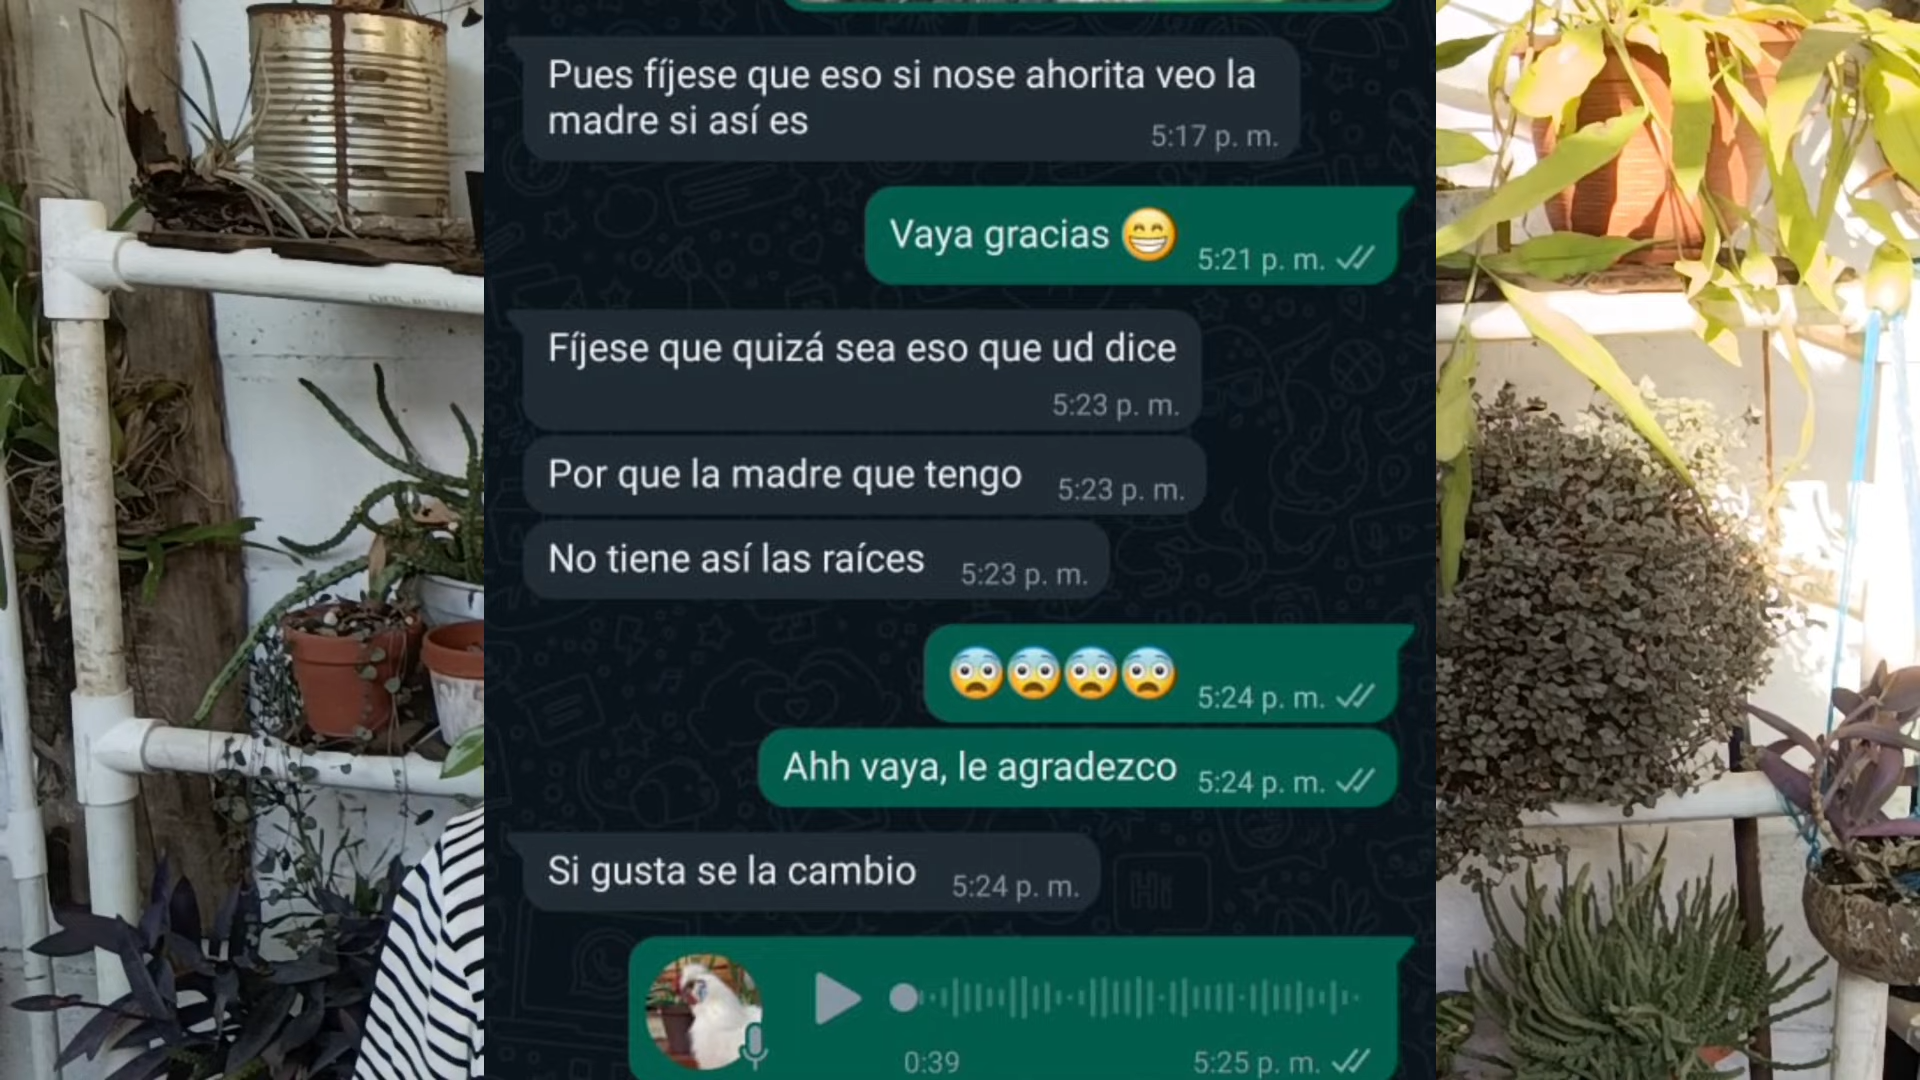 Pues fíjese que eso si nose ahorita veo la
madre si así es
5:17 p. m.
Vaya gracias 😁
5:21 p. m.
Fíjese que quizá sea eso que ud dice
5:23 p. m.
Por que la madre que tengo
5:23 p. m.
No tiene así las raíces
5:23 p. m.
😨😨😨😨
5:24 p. m.
Ahh vaya, le agradezco
5:24 p. m.
Si gusta se la cambio
5:24 p. m.
0:39
5:25 p. m.